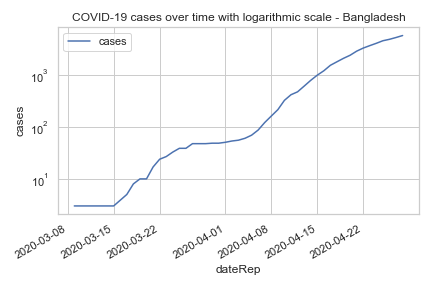 COVID-19 cases over time with logarithmic scale - Bangladesh
cases
10³
10²
10¹
cases
2020-03-08
2020-03-15
2020-03-22
2020-04-01
2020-04-08
2020-04-15
2020-04-22
dateRep